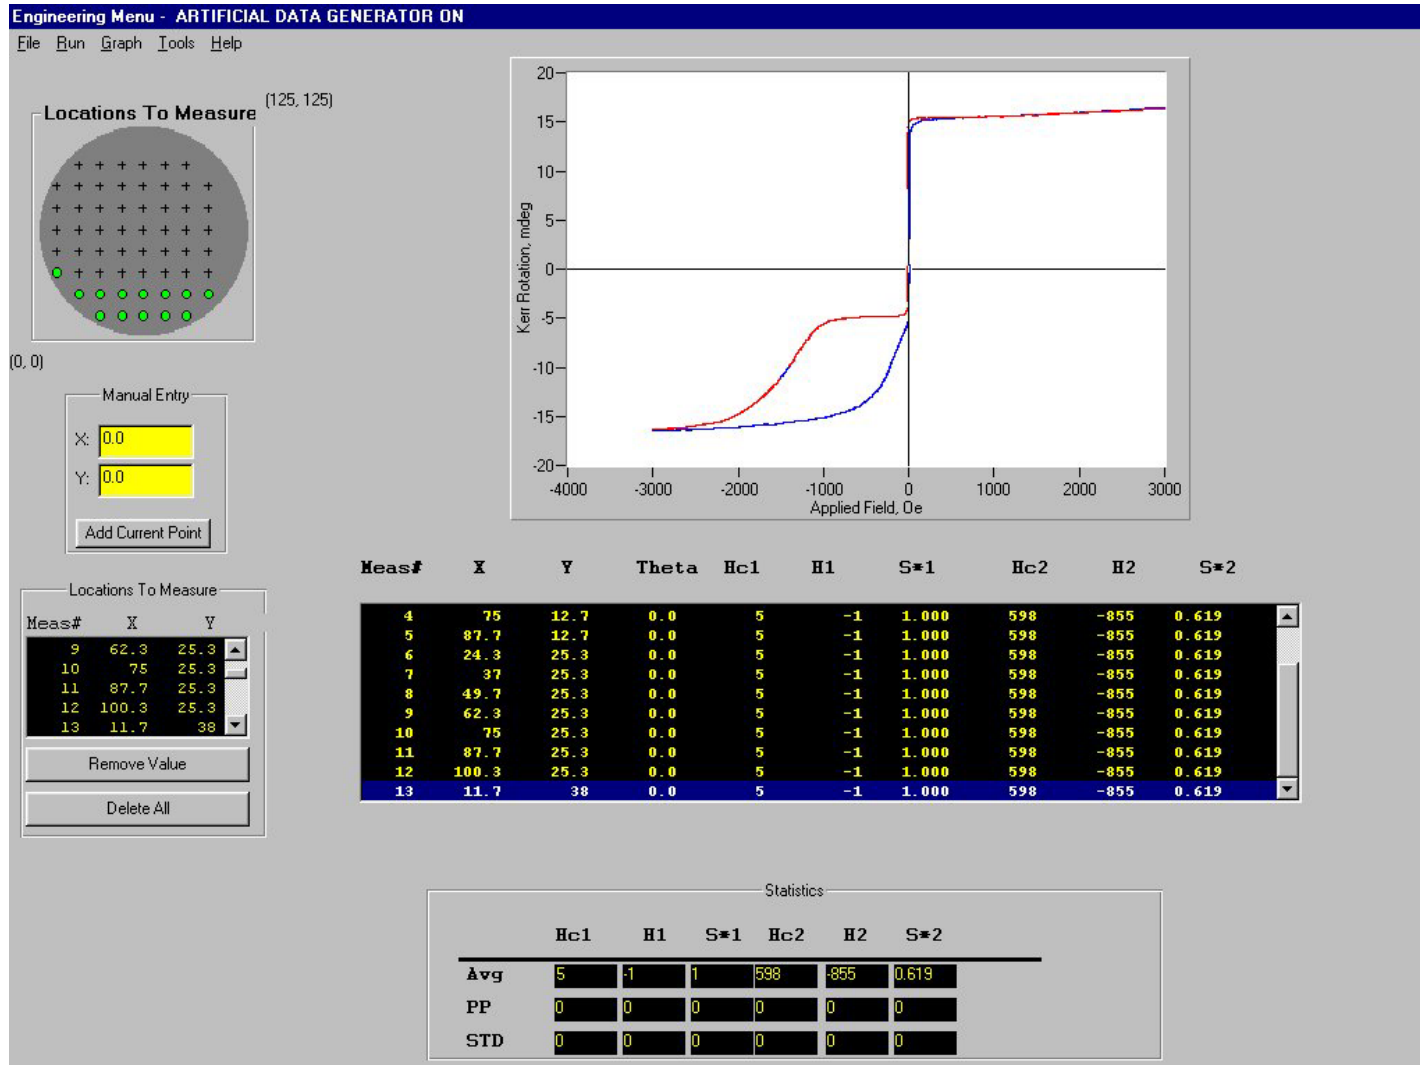 Engineering Menu - ARTIFICIAL DATA GENERATOR ON
File Run Graph Tools Help
Locations To Measure
(125, 125)
(0, 0)
Manual Entry
X: 0.0
Y: 0.0
Add Current Point
Locations To Measure
Meas# X Y
9 62.3 25.3
10 75 25.3
11 87.7 25.3
12 100.3 25.3
13 11.7 38
Remove Value
Delete All
20
15
10
5
0
-5
-10
-15
-20
Kerr Rotation, mdeg
-4000 -3000 -2000 -1000 0 1000 2000 3000
Applied Field, Oe
Meas# X Y Theta Hc1 H1 S*1 Hc2 H2 S*2
4 75 12.7 0.0 5 -1 1.000 598 -855 0.619
5 87.7 12.7 0.0 5 -1 1.000 598 -855 0.619
6 24.3 25.3 0.0 5 -1 1.000 598 -855 0.619
7 37 25.3 0.0 5 -1 1.000 598 -855 0.619
8 49.7 25.3 0.0 5 -1 1.000 598 -855 0.619
9 62.3 25.3 0.0 5 -1 1.000 598 -855 0.619
10 75 25.3 0.0 5 -1 1.000 598 -855 0.619
11 87.7 25.3 0.0 5 -1 1.000 598 -855 0.619
12 100.3 25.3 0.0 5 -1 1.000 598 -855 0.619
13 11.7 38 0.0 5 -1 1.000 598 -855 0.619
Statistics
Hc1 H1 S*1 Hc2 H2 S*2
Avg 5 -1 1 598 -855 0.619
PP 0 0 0 0 0 0
STD 0 0 0 0 0 0